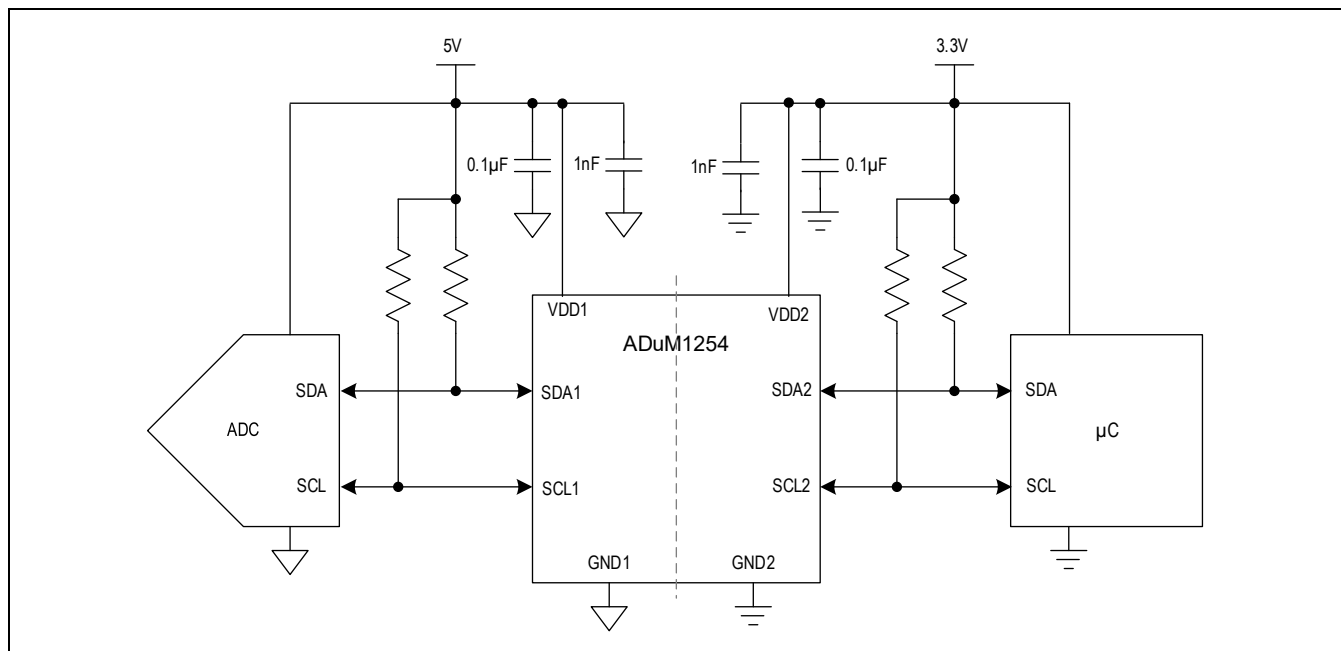 5V
3.3V
0.1µF
1nF
1nF
0.1µF
VDD1
VDD2
ADuM1254
SDA
SDA1
SDA2
SDA
ADC
µC
SCL
SCL1
SCL2
SCL
GND1
GND2